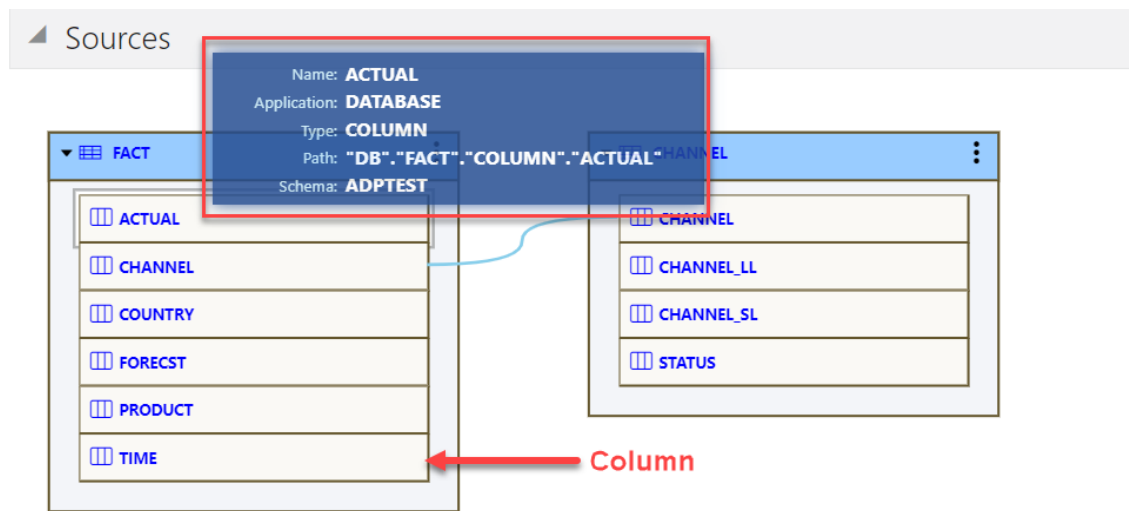 Sources
Name: ACTUAL
Application: DATABASE
Type: COLUMN
Path: "DB"."FACT"."COLUMN"."ACTUAL"
Schema: ADPTEST
FACT
ACTUAL
CHANNEL
COUNTRY
FORECST
PRODUCT
TIME
CHANNEL
CHANNEL
CHANNEL_LL
CHANNEL_SL
STATUS
Column